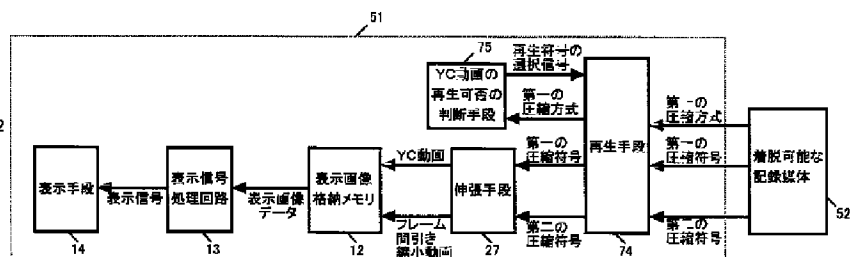 51
2
75
YC動画の
再生可否の
判断手段
再生符号の
選択信号
第一の
圧縮方式
第一の
圧縮符号
第二の
圧縮符号
再生手段
74
第一の
圧縮方式
第一の
圧縮符号
第二の
圧縮符号
着脱可能な
記録媒体
52
YC動画
伸張手段
27
フレーム
間引き
縮小動画
表示画像
格納メモリ
12
表示画像
データ
表示信号
処理回路
13
表示信号
表示手段
14